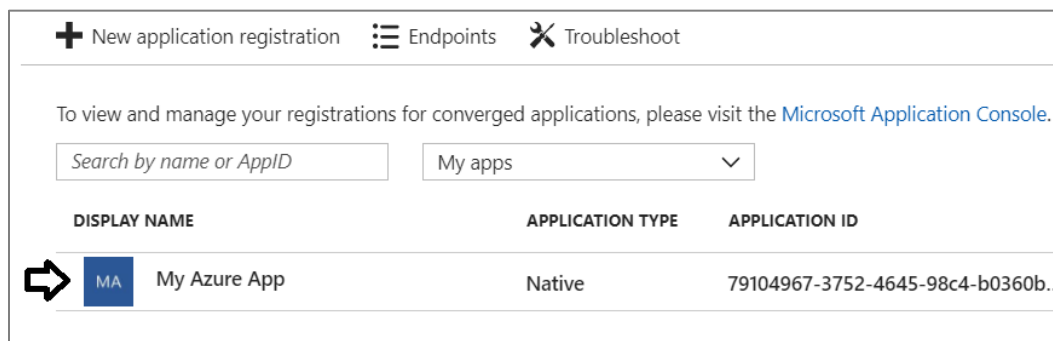 New application registration Endpoints Troubleshoot
To view and manage your registrations for converged applications, please visit the Microsoft Application Console.
Search by name or AppID My apps
DISPLAY NAME APPLICATION TYPE APPLICATION ID
MA My Azure App Native 79104967-3752-4645-98c4-b0360b...